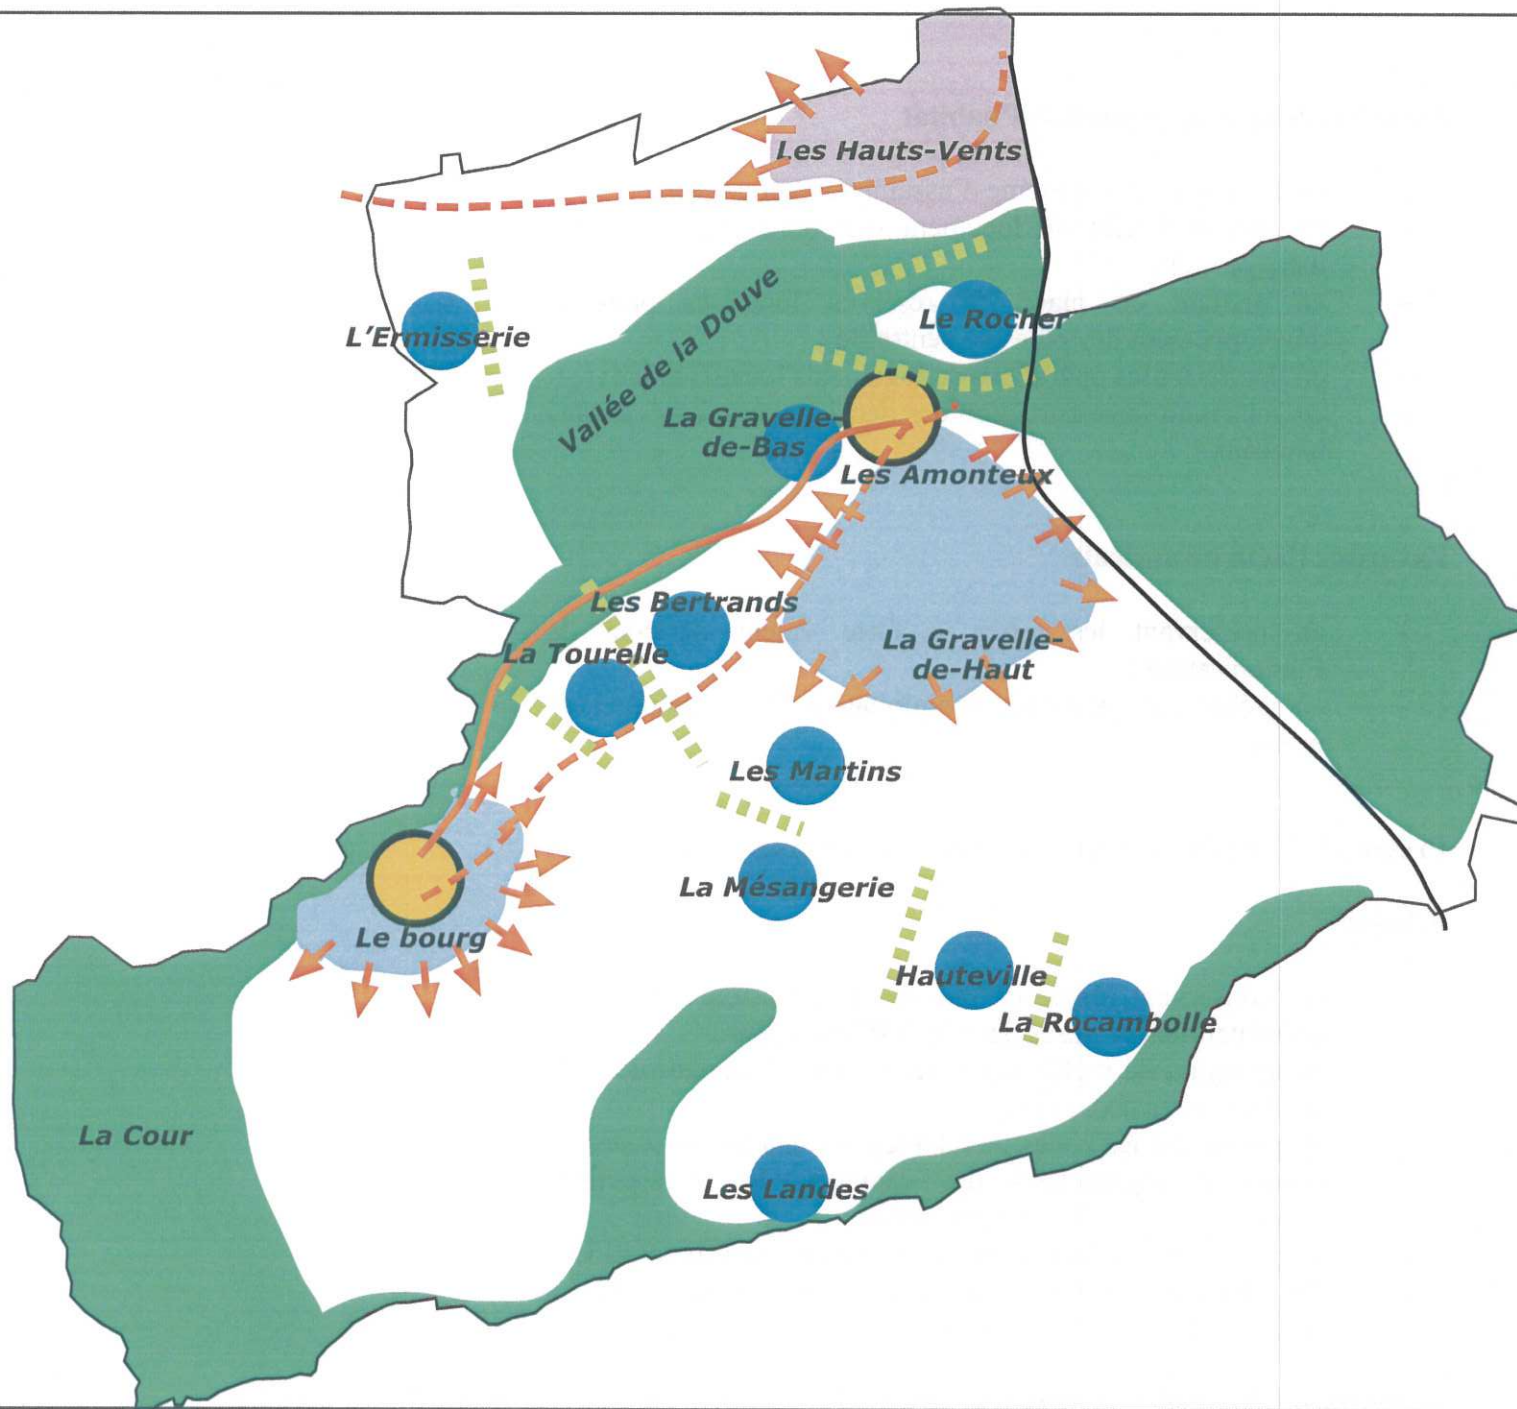 Les Hauts-Vents
Vallée de la Douve
Le Rocher
L'Ermisserie
La Gravelle-
de-Bas
Les Amonteux
Les Bertrands
La Tourelle
La Gravelle-
de-Haut
Les Martins
La Mésangerie
Le bourg
Hauteville
La Rocambolle
La Cour
Les Landes